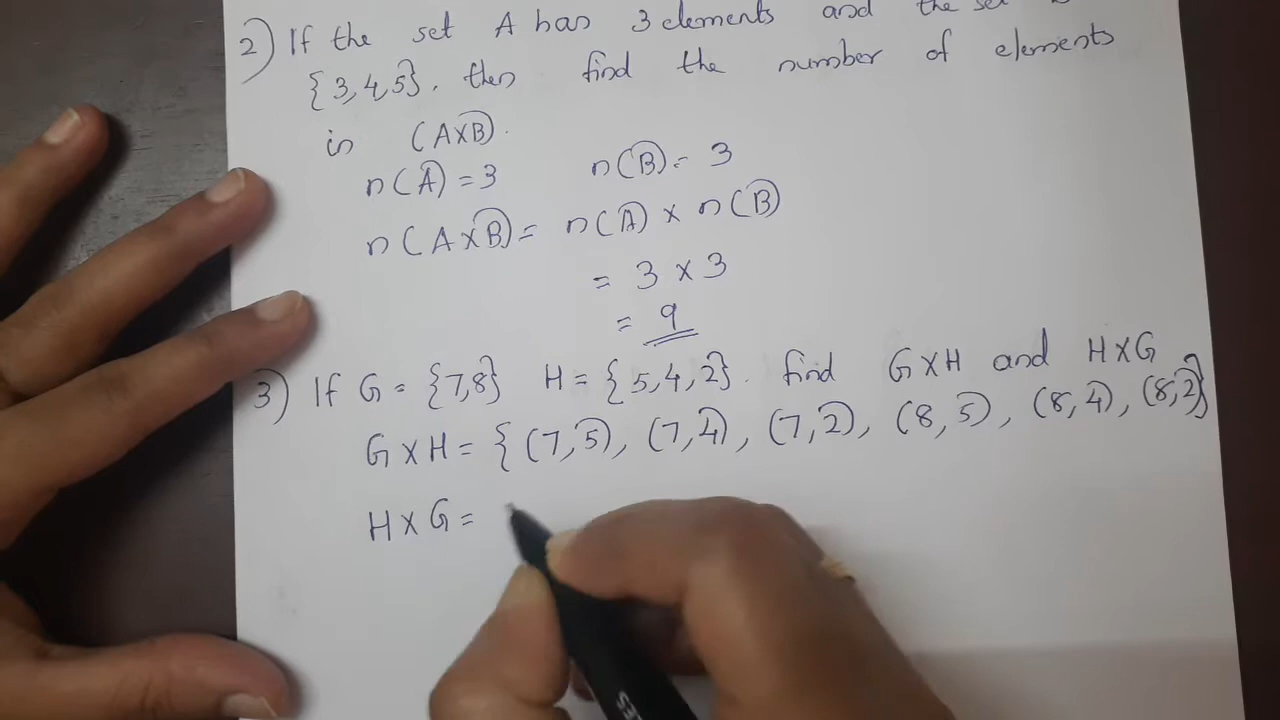 2) If the set A has 3 elements and the set
{3,4,5}, then find the number of elements
in (A×B).
n(A) = 3 n(B) = 3
n(A×B) = n(A) × n(B)
= 3 × 3
= 9
3) If G = {7,8} H = {5,4,2}. find G×H and H×G
G×H = {(7,5), (7,4), (7,2), (8,5), (8,4), (8,2)}
H×G =